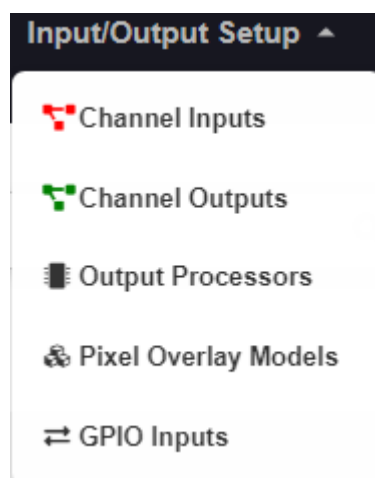 Input/Output Setup
Channel Inputs
Channel Outputs
Output Processors
Pixel Overlay Models
GPIO Inputs